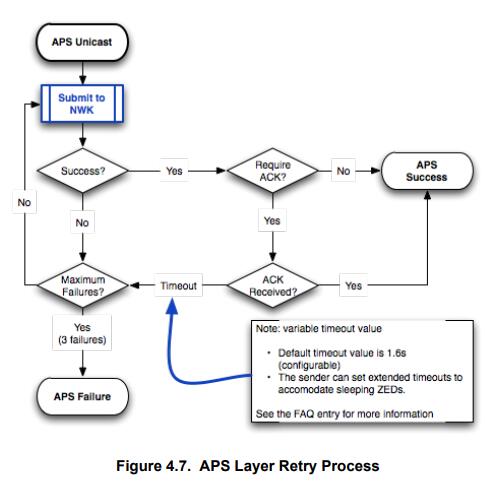 APS Unicast
Submit to
NWK
Success?
Yes
Require
ACK?
No
APS
Success
No
No
Yes
Maximum
Failures?
Timeout
ACK
Received?
Yes
Yes
(3 failures)
Note: variable timeout value
• Default timeout value is 1.6s
(configurable)
• The sender can set extended timeouts to
accomodate sleeping ZEDs.
See the FAQ entry for more information
APS Failure
Figure 4.7. APS Layer Retry Process